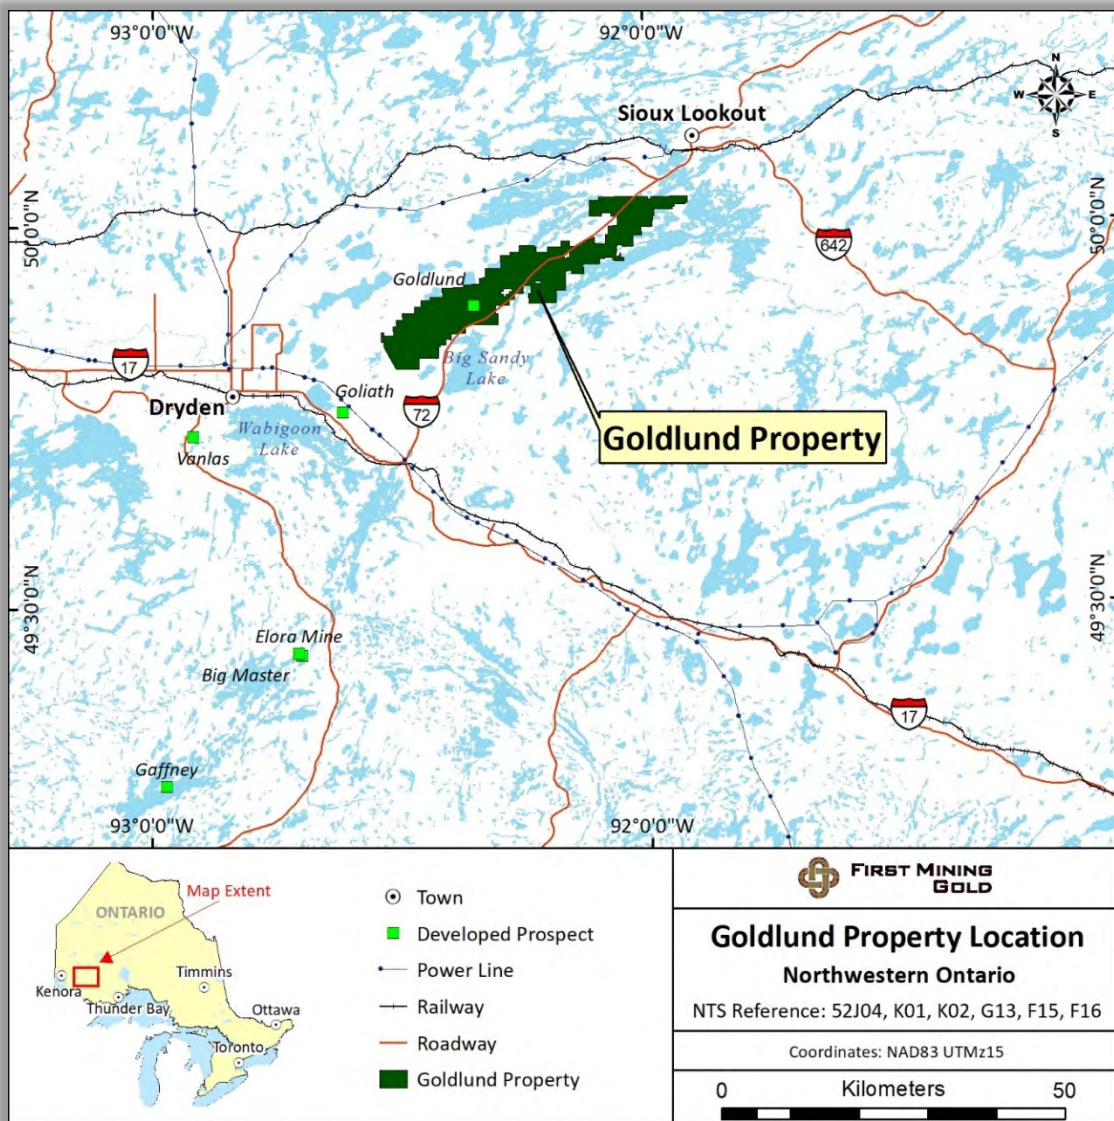 93°0'0"W
92°0'0"W
N
W
E
S
Sioux Lookout
50°0'0"N
50°0'0"N
642
Goldlund
Big Sandy
Lake
17
Goliath
Dryden
72
Wabigoon
Lake
Goldlund Property
Vanlas
49°30'0"N
49°30'0"N
Elora Mine
Big Master
17
Gaffney
93°0'0"W
92°0'0"W
Map Extent
ONTARIO
Timmins
Kenora
Thunder Bay
Ottawa
Toronto
Town
Developed Prospect
Power Line
Railway
Roadway
Goldlund Property
FIRST MINING
GOLD
Goldlund Property Location
Northwestern Ontario
NTS Reference: 52J04, K01, K02, G13, F15, F16
Coordinates: NAD83 UTMz15
0 Kilometers 50